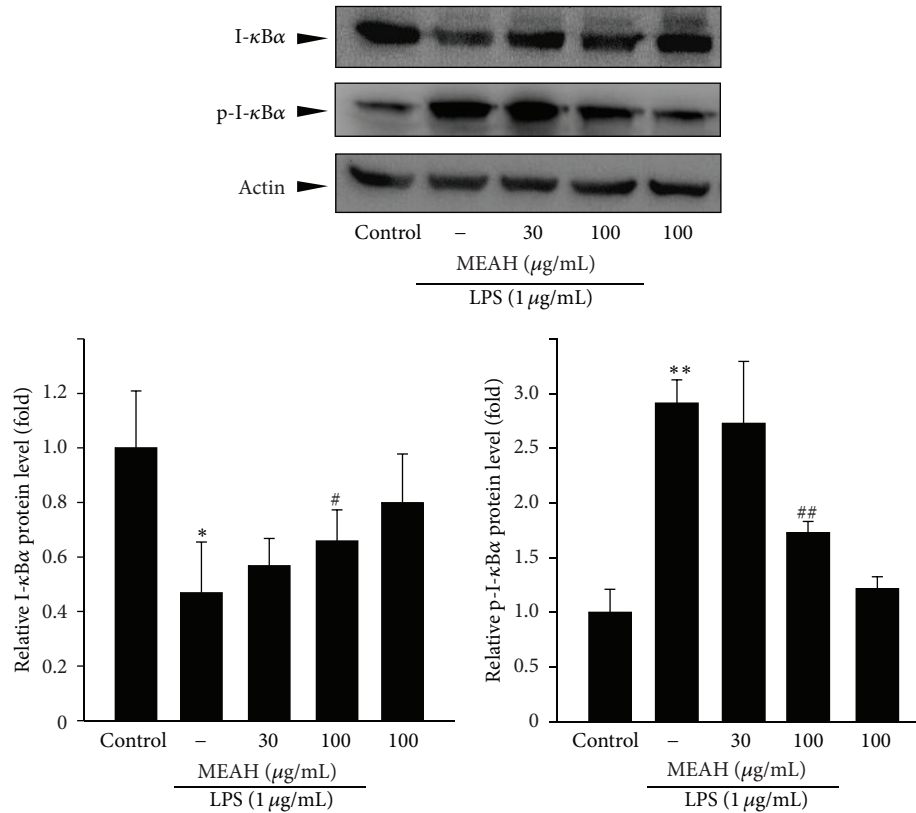 I-κBα
p-I-κBα
Actin
Control – 30 100 100
MEAH (μg/mL)
LPS (1 μg/mL)
Relative I-κBα protein level (fold)
1.2
1.0
0.8
0.6
0.4
0.2
0
*
#
Control – 30 100 100
MEAH (μg/mL)
LPS (1 μg/mL)
Relative p-I-κBα protein level (fold)
3.0
2.5
2.0
1.5
1.0
0.5
0
**
##
Control – 30 100 100
MEAH (μg/mL)
LPS (1 μg/mL)